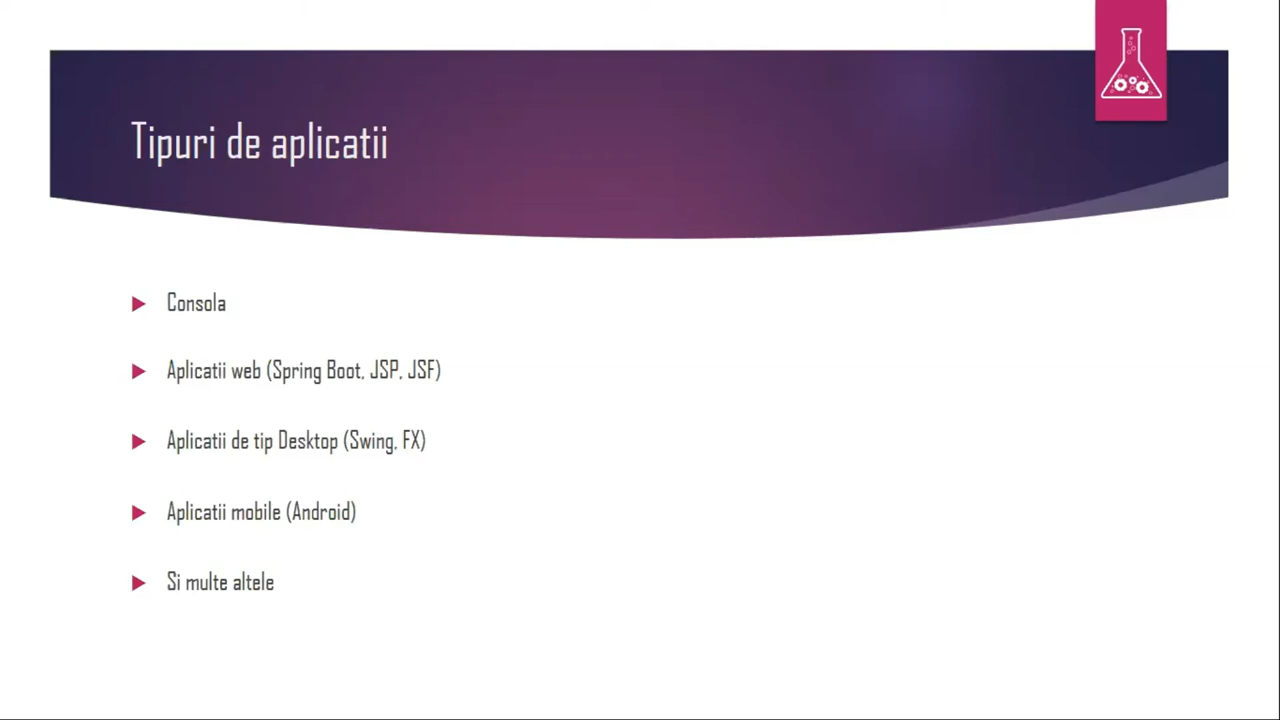 Tipuri de aplicatii
Consola
Aplicatii web (Spring Boot, JSP, JSF)
Aplicatii de tip Desktop (Swing, FX)
Aplicatii mobile (Android)
Si multe altele